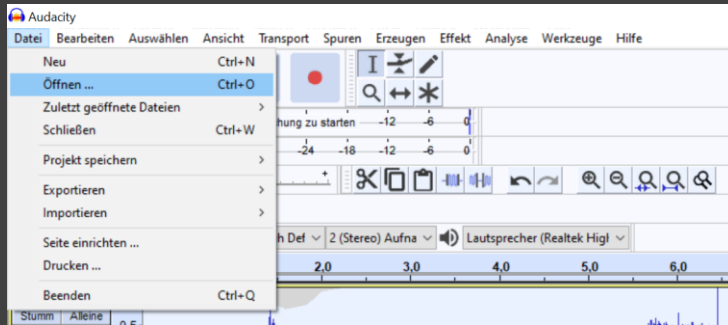 Audacity
Datei Bearbeiten Auswählen Ansicht Transport Spuren Erzeugen Effekt Analyse Werkzeuge Hilfe
Neu Ctrl+N
Öffnen ... Ctrl+O
Zuletzt geöffnete Dateien >
Schließen Ctrl+W
Projekt speichern >
Exportieren >
Importieren >
Seite einrichten ...
Drucken ...
Beenden Ctrl+Q
hung zu starten -12 -6 0
-24 -18 -12 -6 0
h Def 2 (Stereo) Aufna Lautsprecher (Realtek High
2,0 3,0 4,0 5,0 6,0
Stumm Alleine 0,5